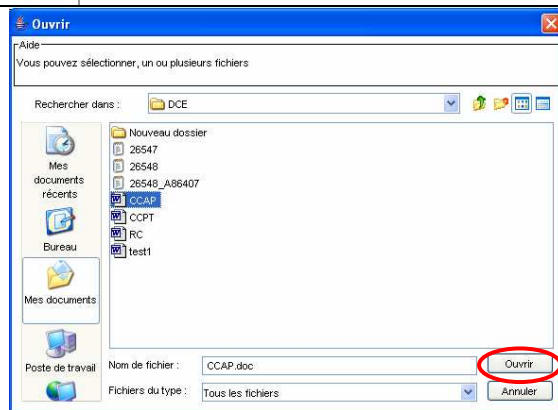 Ouvrir
Aide
Vous pouvez sélectionner, un ou plusieurs fichiers
Rechercher dans : DCE
Mes documents récents
Bureau
Mes documents
Poste de travail
Nouveau dossier
26547
26548
26548_A86407
CCAP
CCPT
RC
test1
Nom de fichier : CCAP.doc Ouvrir
Fichiers du type : Tous les fichiers Annuler